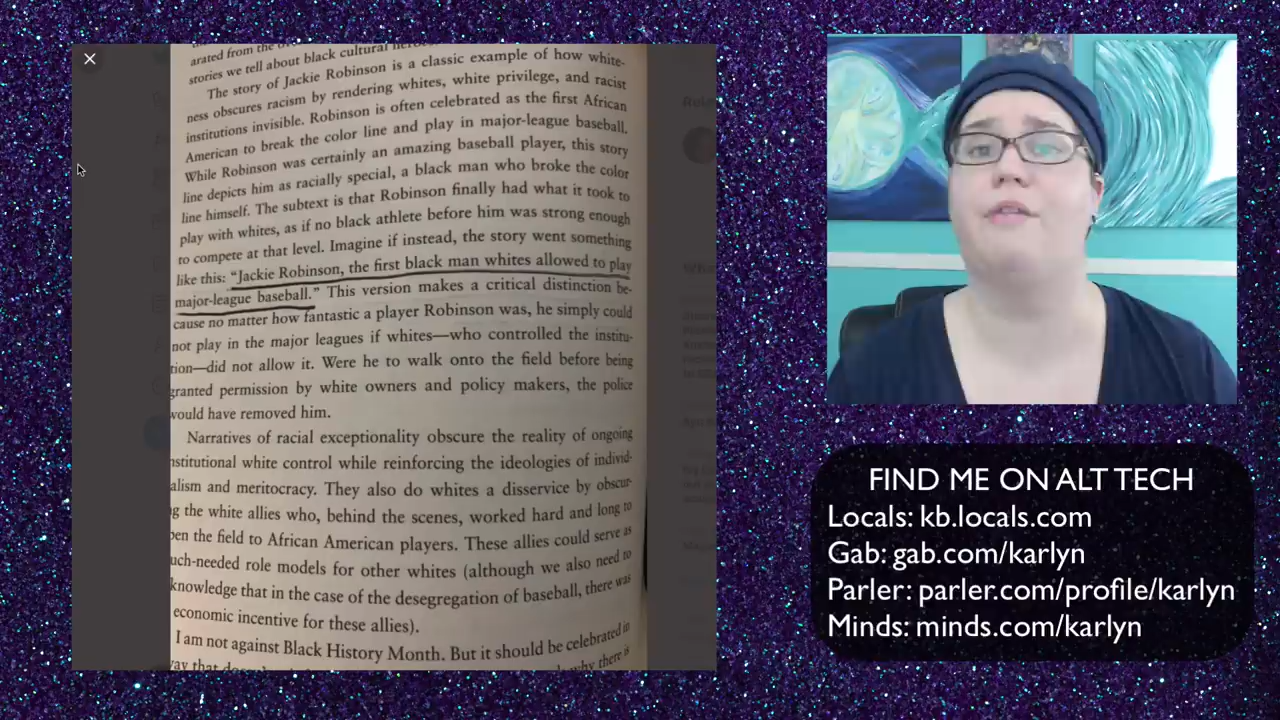 arated from the
stories we tell about black cultural heroes
The story of Jackie Robinson is a classic example of how white-
ness obscures racism by rendering whites, white privilege, and racist
institutions invisible. Robinson is often celebrated as the first African
American to break the color line and play in major-league baseball.
While Robinson was certainly an amazing baseball player, this story
line depicts him as racially special, a black man who broke the color
line himself. The subtext is that Robinson finally had what it took to
play with whites, as if no black athlete before him was strong enough
to compete at that level. Imagine if instead, the story went something
like this: “Jackie Robinson, the first black man whites allowed to play
major-league baseball.” This version makes a critical distinction be-
cause no matter how fantastic a player Robinson was, he simply could
not play in the major leagues if whites—who controlled the institu-
tion—did not allow it. Were he to walk onto the field before being
granted permission by white owners and policy makers, the police
would have removed him.
Narratives of racial exceptionality obscure the reality of ongoing
nstitutional white control while reinforcing the ideologies of individ-
alism and meritocracy. They also do whites a disservice by obscur-
g the white allies who, behind the scenes, worked hard and long to
pen the field to African American players. These allies could serve as
uch-needed role models for other whites (although we also need to
knowledge that in the case of the desegregation of baseball, there was
economic incentive for these allies).
I am not against Black History Month. But it should be celebrated in
why there is
FIND ME ON ALT TECH
Locals: kb.locals.com
Gab: gab.com/karlyn
Parler: parler.com/profile/karlyn
Minds: minds.com/karlyn